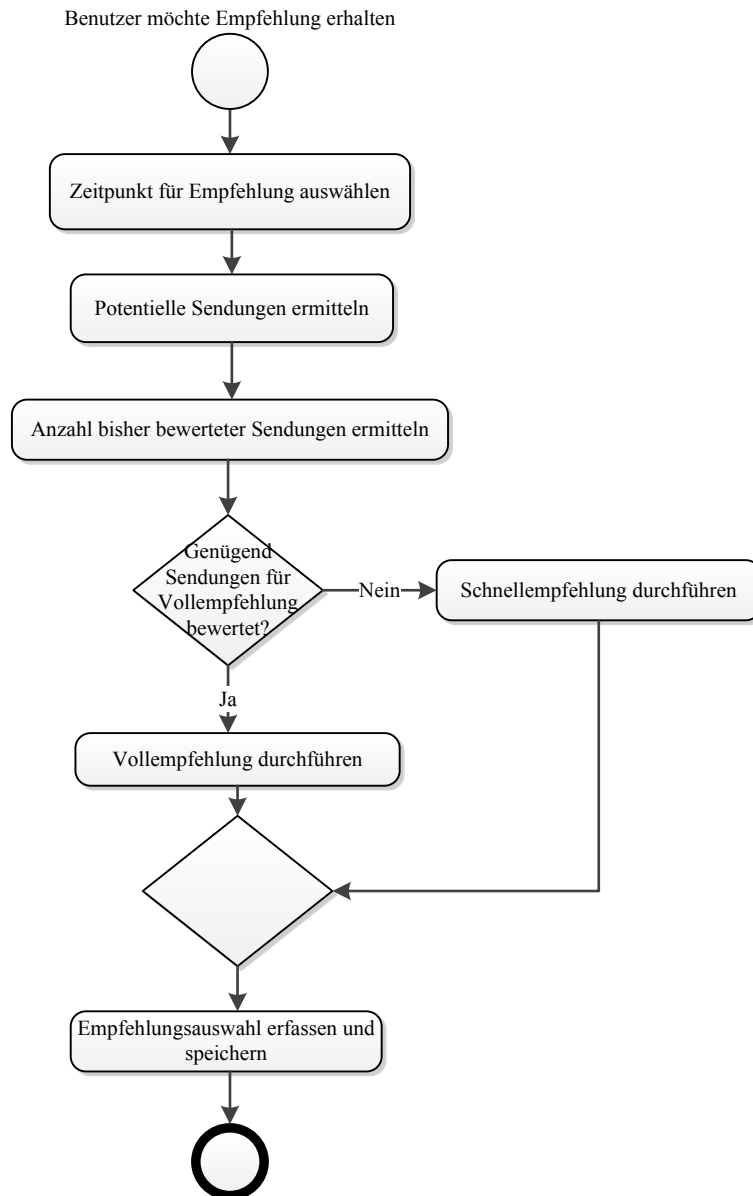 Benutzer möchte Empfehlung erhalten
Zeitpunkt für Empfehlung auswählen
Potentielle Sendungen ermitteln
Anzahl bisher bewerteter Sendungen ermitteln
Genügend
Sendungen für
Vollempfehlung
bewertet?
Nein
Schnellempfehlung durchführen
Ja
Vollempfehlung durchführen
Empfehlungsauswahl erfassen und
speichern